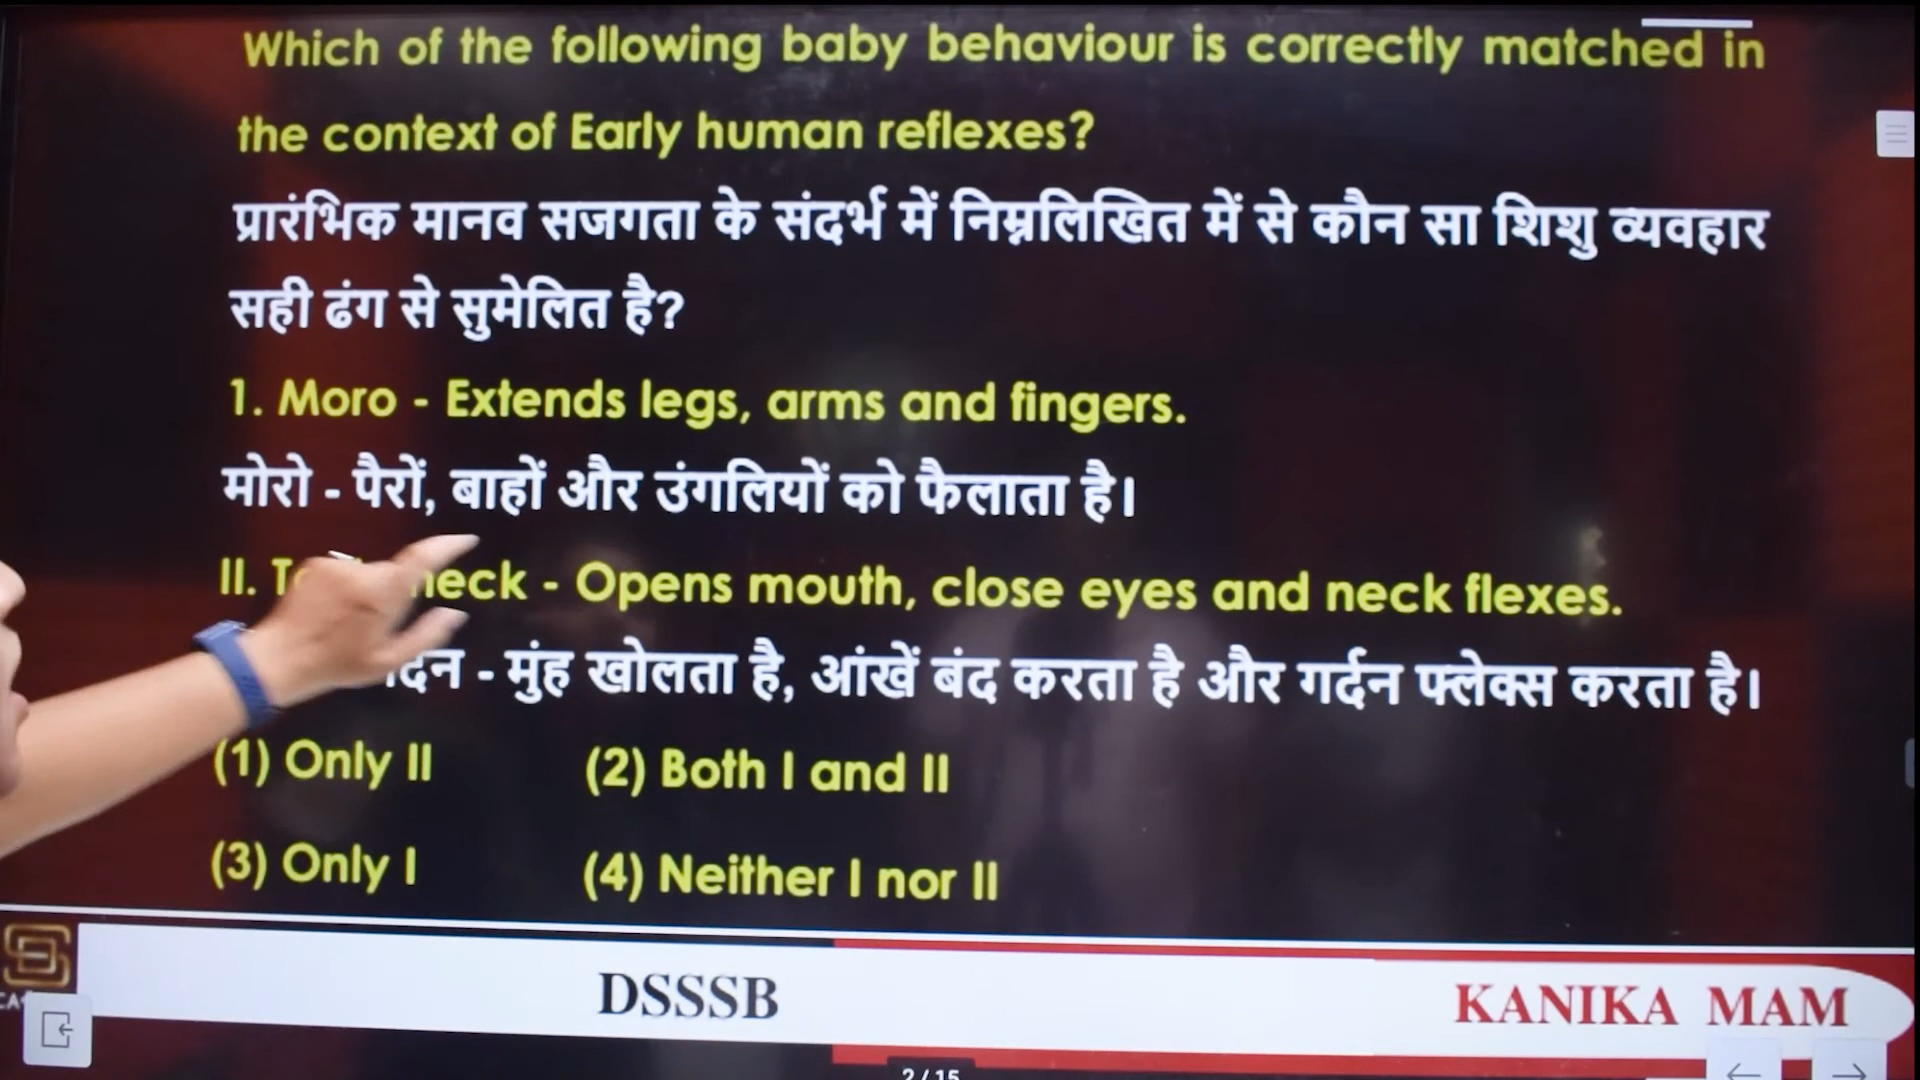 Which of the following baby behaviour is correctly matched in
the context of Early human reflexes?
प्रारंभिक मानव सजगता के संदर्भ में निम्नलिखित में से कौन सा शिशु व्यवहार
सही ढंग से सुमेलित है?
1. Moro - Extends legs, arms and fingers.
मोरो - पैरों, बाहों और उंगलियों को फैलाता है।
II. - Opens mouth, close eyes and neck flexes.
- मुंह खोलता है, आंखें बंद करता है और गर्दन फ्लेक्स करता है।
(1) Only II (2) Both I and II
(3) Only I (4) Neither I nor II
DSSSB KANIKA MAM
2/15